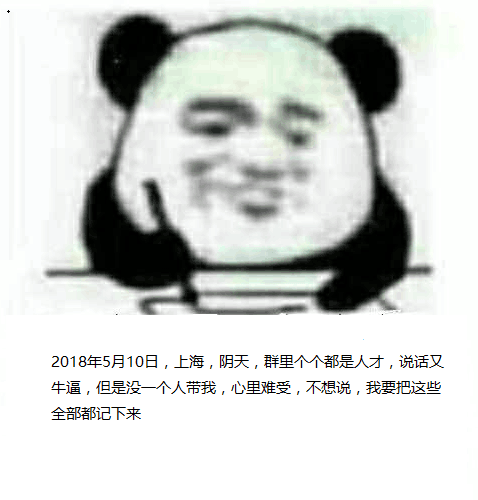 2018年5月10日，上海，阴天，群里个个都是人才，说话又
牛逼，但是没一个人带我，心里难受，不想说，我要把这些
全部都记下来